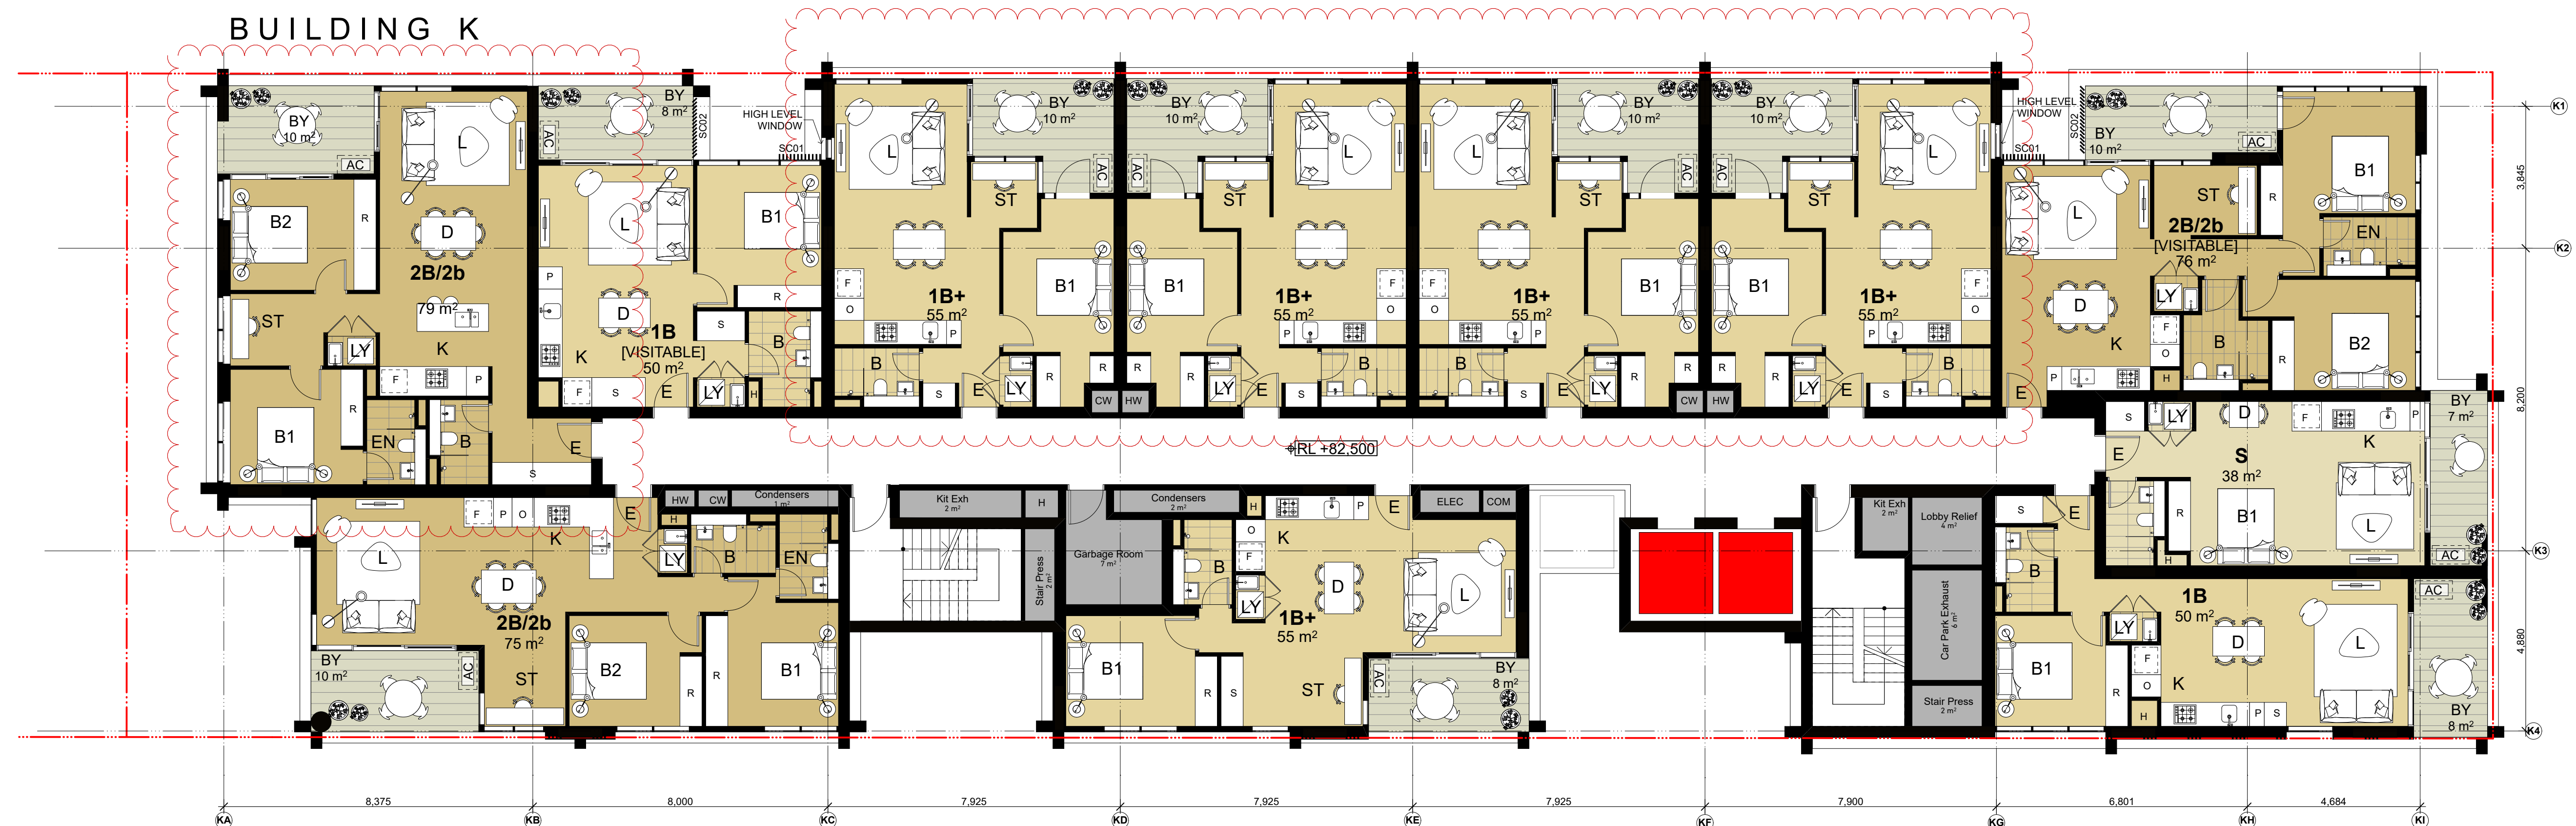 BUILDING K
BY
10 m²
AC
L
B2
R
D
2B/2b
79 m²
ST
LY
K
F
P
B1
R
EN
B
E
S
BY
8 m²
AC
SC02
HIGH LEVEL
WINDOW
SC01
L
B1
P
R
D
1B
[VISITABLE]
50 m²
S
B
K
F
S
E
LY
H
L
BY
10 m²
AC
ST
B1
F
O
1B+
55 m²
P
B
S
E
LY
R
R
CW
BY
10 m²
AC
L
ST
B1
F
O
1B+
55 m²
P
R
R
LY
E
S
B
HW
L
BY
10 m²
AC
ST
B1
F
O
1B+
55 m²
P
B
S
E
LY
R
R
CW
BY
10 m²
AC
L
ST
B1
F
O
1B+
55 m²
P
R
R
LY
E
S
B
HW
HIGH LEVEL
WINDOW
SC01
SC02
BY
10 m²
AC
B1
L
ST
R
2B/2b
[VISITABLE]
76 m²
EN
LY
D
F
O
K
B
R
B2
P
H
E
RL +82,500
S
LY
D
F
K
P
BY
7 m²
E
S
38 m²
R
B1
L
H
AC
L
F
P
O
K
E
H
LY
B
EN
D
2B/2b
75 m²
BY
10 m²
AC
ST
B2
R
R
B1
HW
CW
Condensers
1 m²
Kit Exh
2 m²
H
Stair Press
2 m²
Condensers
2 m²
Garbage Room
7 m²
H
P
E
ELEC
COM
O
F
K
B
LY
D
L
1B+
55 m²
B1
R
S
ST
AC
BY
8 m²
Kit Exh
2 m²
Lobby Relief
4 m²
Car Park Exhaust
6 m²
Stair Press
2 m²
S
E
B
1B
50 m²
LY
D
L
B1
R
F
O
K
H
P
S
AC
BY
8 m²
K1
K2
K3
K4
3,845
8,200
4,880
8,375
8,000
7,925
7,925
7,925
7,900
6,801
4,684
KA
KB
KC
KD
KE
KF
KG
KH
KI